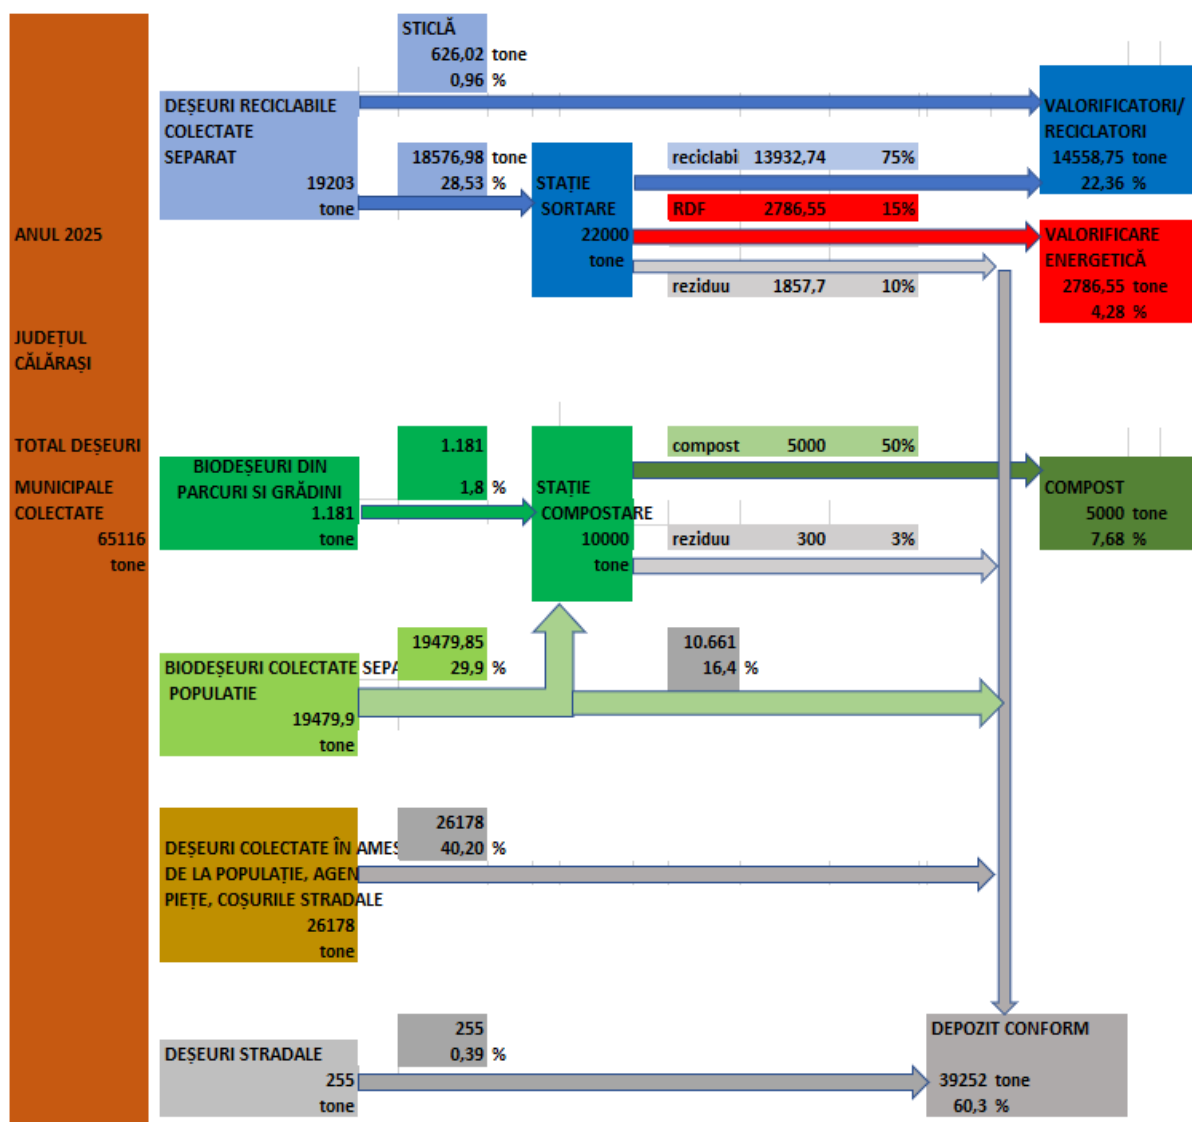 ANUL 2025
JUDEȚUL
CĂLĂRAȘI
TOTAL DEȘEURI
MUNICIPALE
COLECTATE
65116
tone
STICLĂ
626,02 tone
0,96 %
DEȘEURI RECICLABILE
COLECTATE
SEPARAT
19203
tone
18576,98 tone
28,53 %
STAȚIE
SORTARE
22000
tone
reciclabi 13932,74 75%
RDF 2786,55 15%
reziduu 1857,7 10%
VALORIFICATORI/
RECICLATORI
14558,75 tone
22,36 %
VALORIFICARE
ENERGETICĂ
2786,55 tone
4,28 %
BIODEȘEURI DIN
PARCURI SI GRĂDINI
1.181
tone
1.181
1,8 %
STAȚIE
COMPOSTARE
10000
tone
compost 5000 50%
reziduu 300 3%
COMPOST
5000 tone
7,68 %
BIODEȘEURI COLECTATE SEPA
POPULATIE
19479,9
tone
19479,85
29,9 %
10.661
16,4 %
DEȘEURI COLECTATE ÎN AMES
DE LA POPULAȚIE, AGEN
PIEȚE, COȘURILE STRADALE
26178
tone
26178
40,20 %
DEȘEURI STRADALE
255
tone
255
0,39 %
DEPOZIT CONFORM
39252 tone
60,3 %